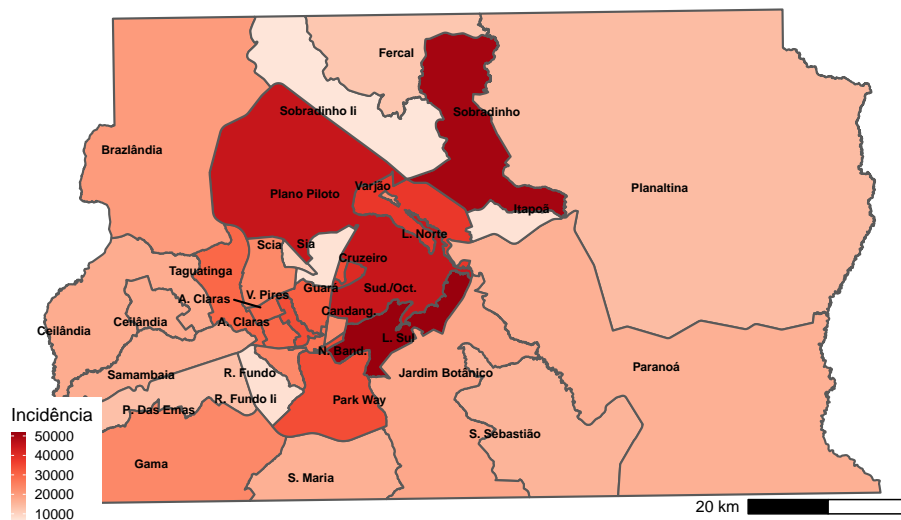 Fercal
Sobradinho Ii
Sobradinho
Brazlândia
Planaltina
Varjão
Plano Piloto
Itapoã
L. Norte
Scia
Sia
Cruzeiro
Taguatinga
Guará
Sud./Oct.
V. Pires
A. Claras
Candang.
Ceilândia
A. Claras
Ceilândia
L. Sul
N. Band.
Paranoá
Samambaia
R. Fundo
Jardim Botânico
R. Fundo Ii
Park Way
P. Das Emas
S. Sebastião
Gama
S. Maria
Incidência
50000
40000
30000
20000
10000
20 km